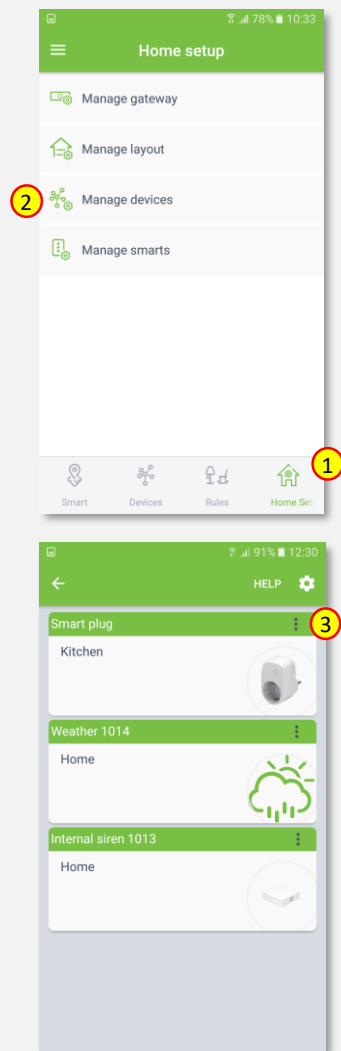 78% 10:33
Home setup
Manage gateway
Manage layout
2 Manage devices
Manage smarts
1
Smart Devices Rules Home Set
91% 12:30
HELP
Smart plug 3
Kitchen
Weather 1014
Home
Internal siren 1013
Home